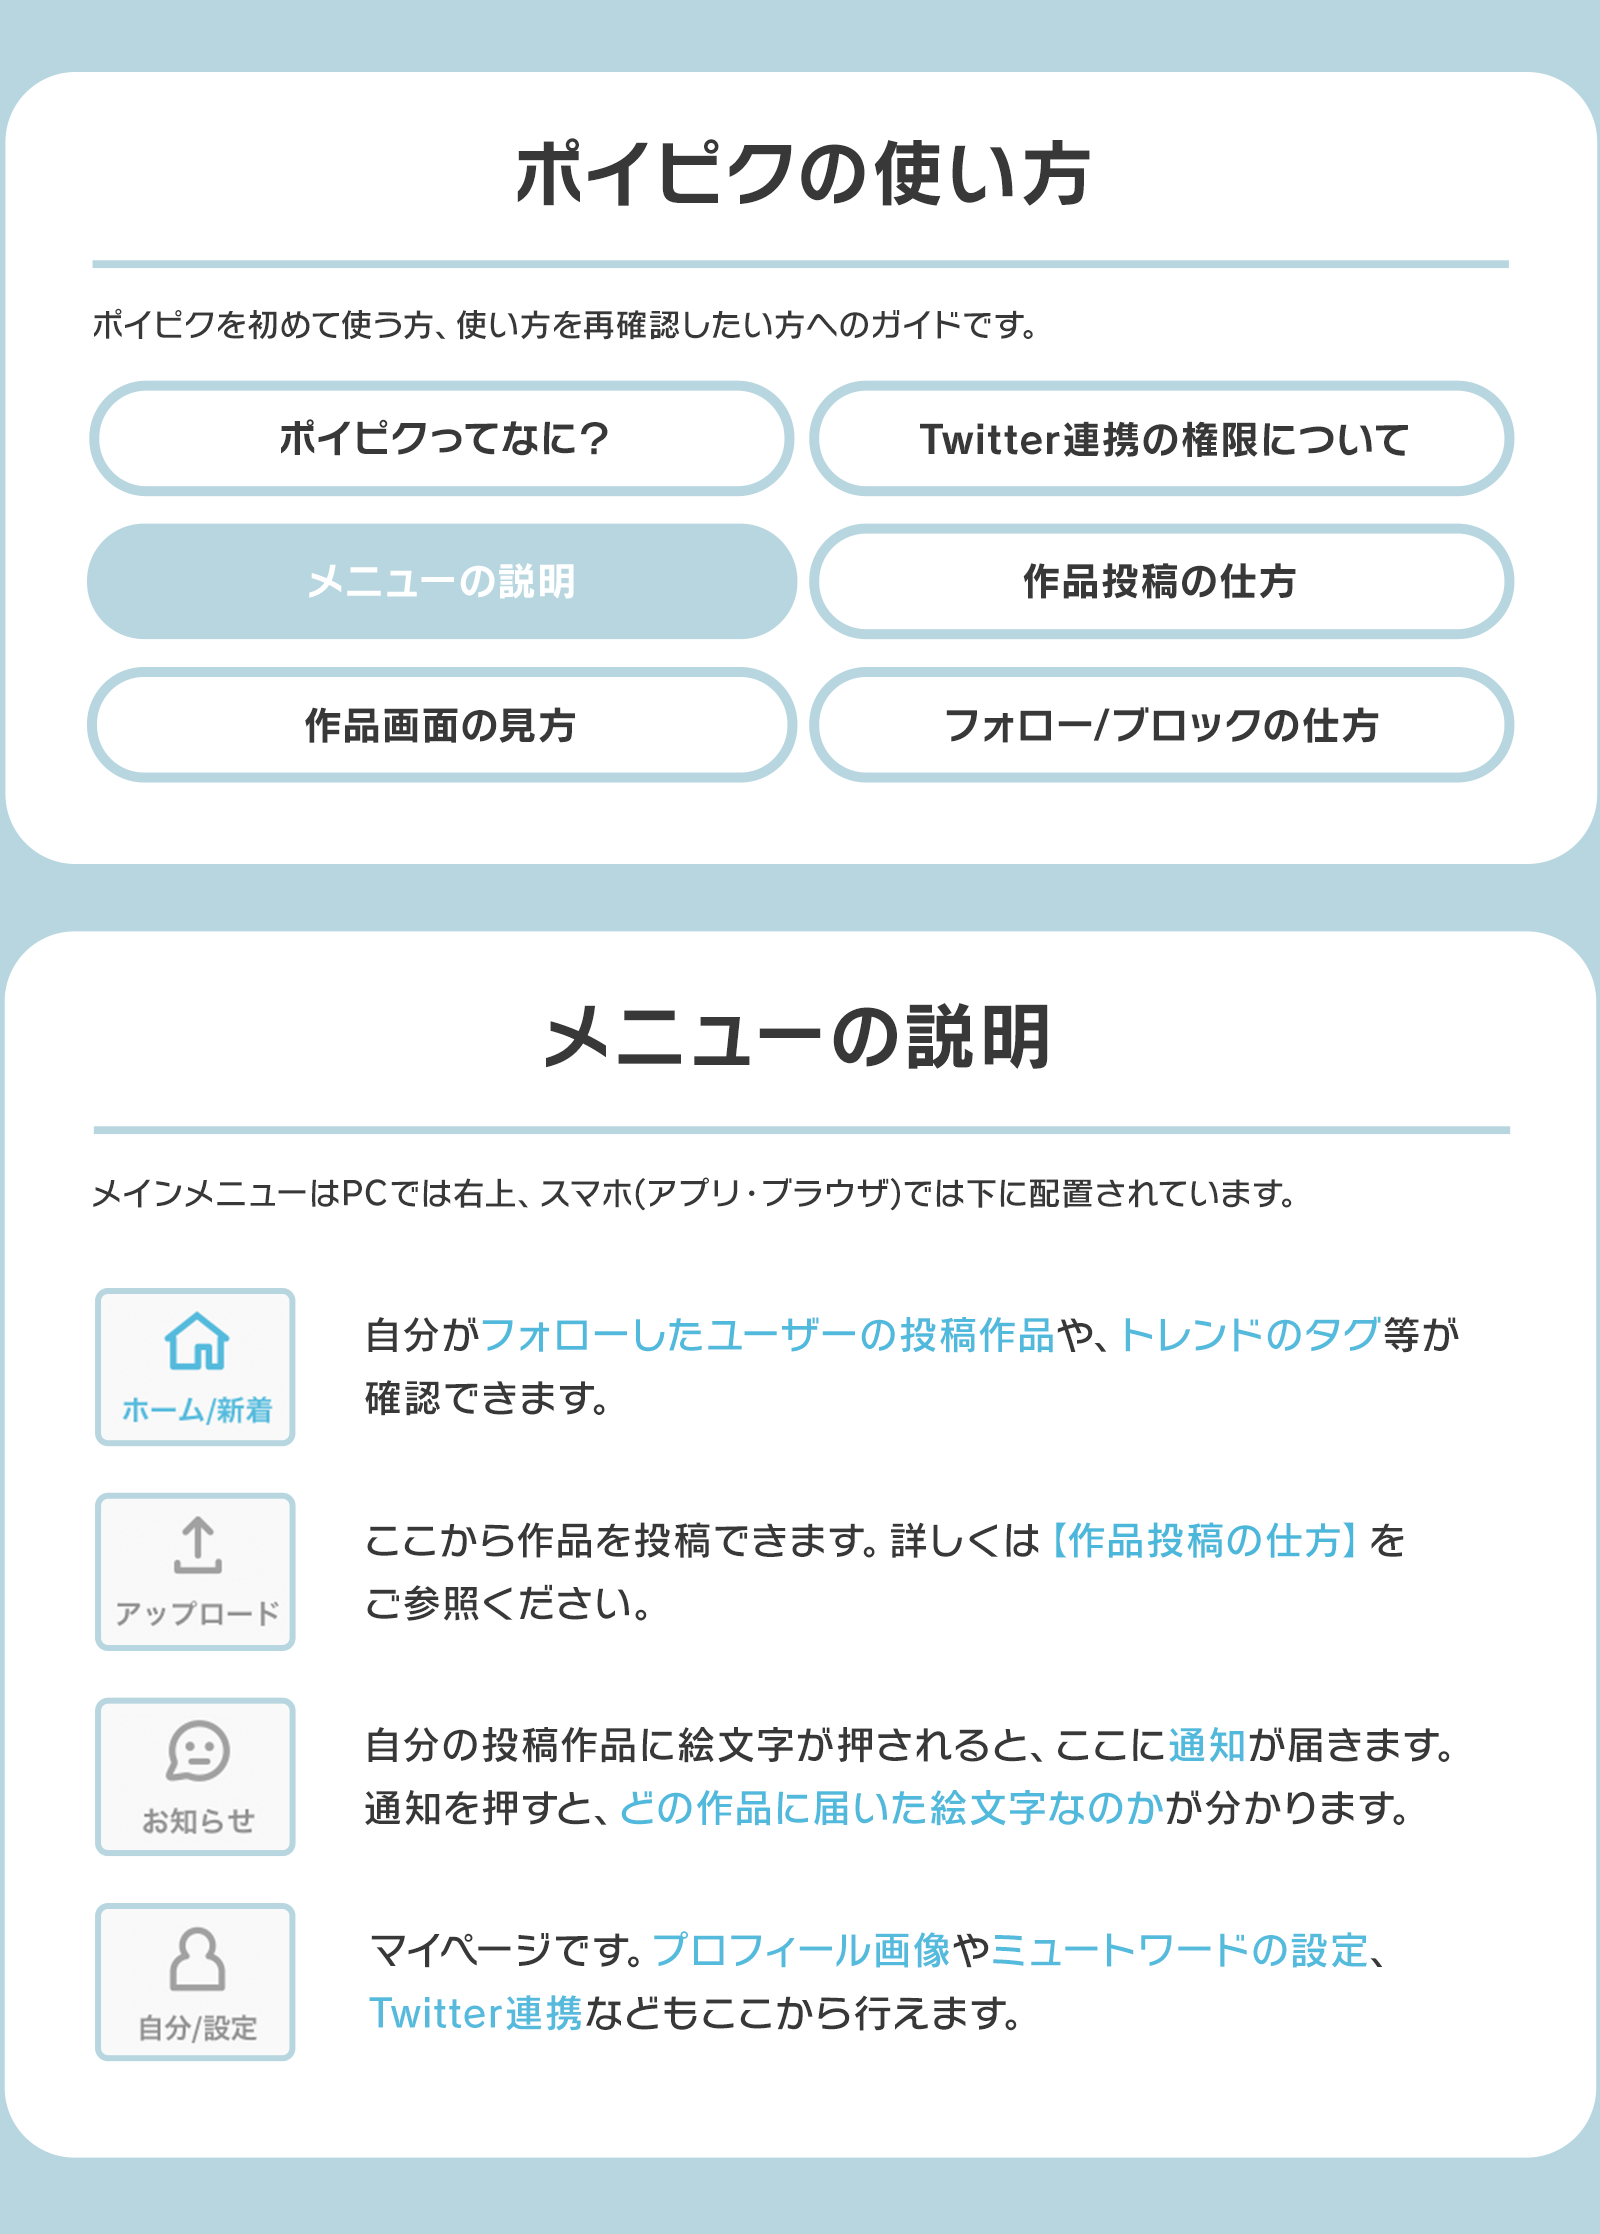 ポイピクの使い方
ポイピクを初めて使う方、使い方を再確認したい方へのガイドです。
ポイピクってなに？
Twitter連携の権限について
メニューの説明
作品投稿の仕方
作品画面の見方
フォロー/ブロックの仕方
メニューの説明
メインメニューはPCでは右上、スマホ(アプリ・ブラウザ)では下に配置されています。
ホーム/新着
自分がフォローしたユーザーの投稿作品や、トレンドのタグ等が
確認できます。
アップロード
ここから作品を投稿できます。詳しくは【作品投稿の仕方】を
ご参照ください。
お知らせ
自分の投稿作品に絵文字が押されると、ここに通知が届きます。
通知を押すと、どの作品に届いた絵文字なのかが分かります。
自分/設定
マイページです。プロフィール画像やミュートワードの設定、
Twitter連携などもここから行えます。